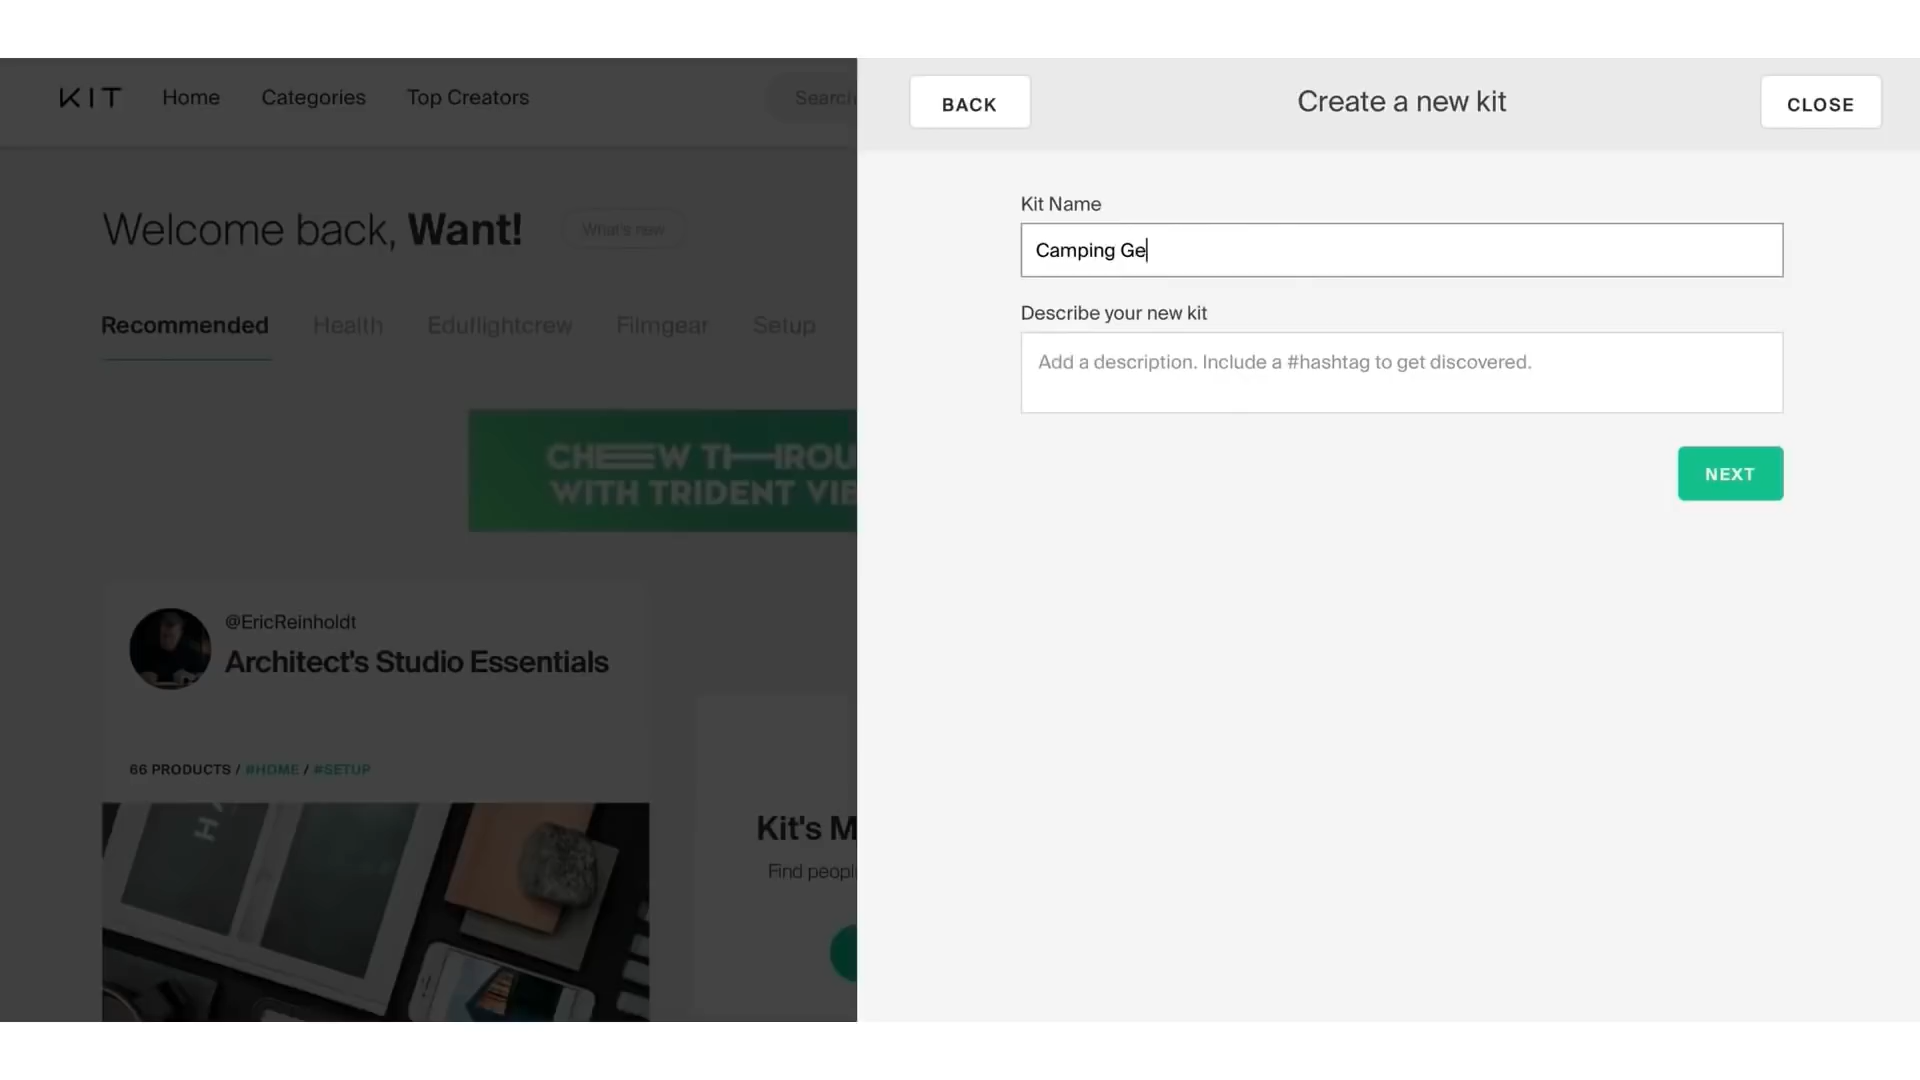 KIT Home Categories Top Creators
BACK Create a new kit CLOSE
Welcome back, Want! What's new
Recommended Health Eduflightcrew Filmgear Setup
Kit Name
Camping Ge
Describe your new kit
Add a description. Include a #hashtag to get discovered.
NEXT
WITH TRIDENT
@EricReinholdt
Architect's Studio Essentials
66 PRODUCTS / #HOME / #SETUP
Kit's M
Find